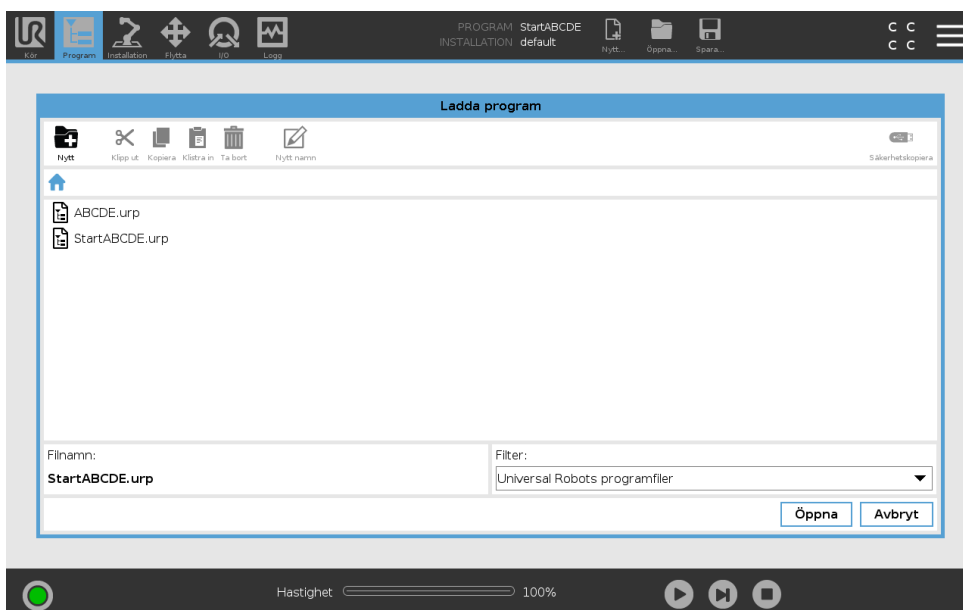 PROGRAM StartABCDE
INSTALLATION default
Kör Program Installation Flytta I/O Logg Nytt... Öppna... Spara...
C C
C C
Ladda program
Nytt Klipp ut Kopiera Klistra in Ta bort Nytt namn Säkerhetskopiera
ABCDE.urp
StartABCDE.urp
Filnamn: Filter:
StartABCDE.urp Universal Robots programfiler
Öppna Avbryt
Hastighet 100%